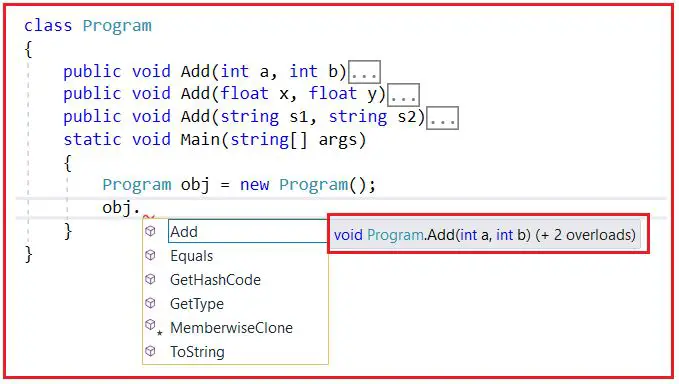 class Program
{
public void Add(int a, int b)...
public void Add(float x, float y)...
public void Add(string s1, string s2)...
static void Main(string[] args)
{
Program obj = new Program();
obj.
}
}
Add
void Program.Add(int a, int b) (+ 2 overloads)
Equals
GetHashCode
GetType
MemberwiseClone
ToString